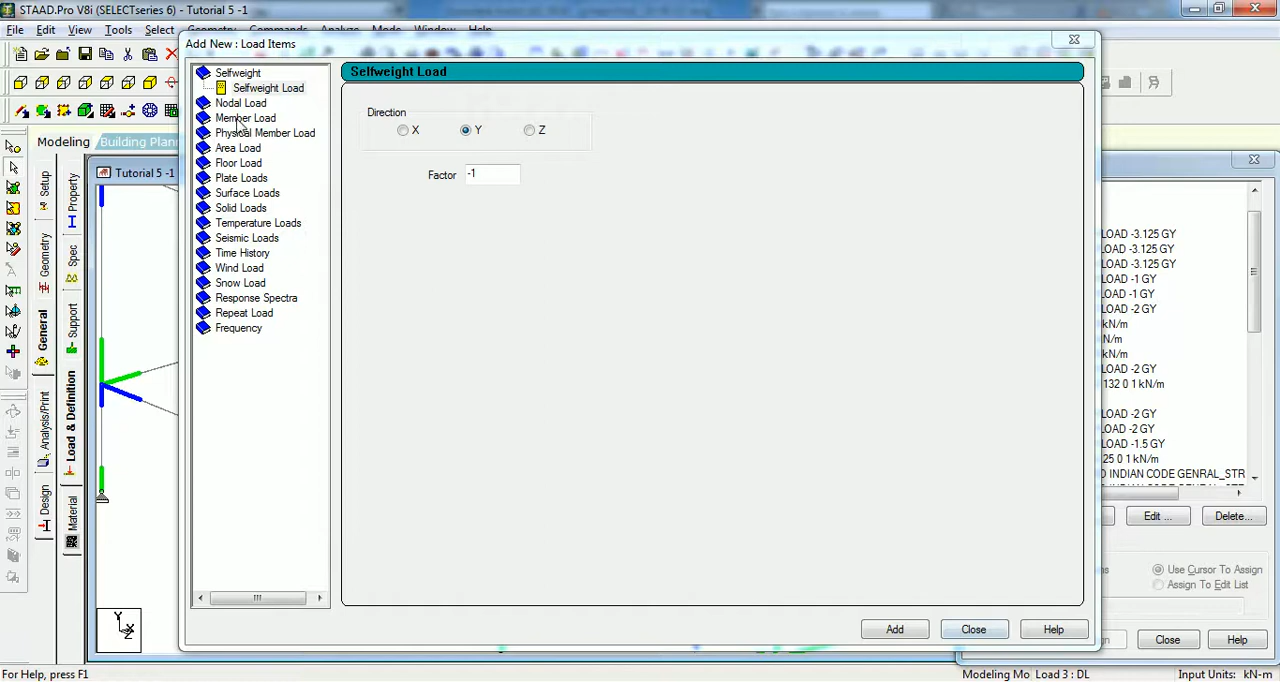 STAAD.Pro V8i (SELECTseries 6) - Tutorial 5 -1
File Edit View Tools Select
Window Help
Add New : Load Items
Selfweight
Selfweight Load
Nodal Load
Member Load
Physical Member Load
Area Load
Floor Load
Plate Loads
Surface Loads
Solid Loads
Temperature Loads
Seismic Loads
Time History
Wind Load
Snow Load
Response Spectra
Repeat Load
Frequency
Selfweight Load
Direction
X Y Z
Factor -1
Add Close Help
Modeling Building Plann
Tutorial 5 -1
Setup
Geometry
General
Analysis/Print
Design
Property
Spec
Support
Load & Definition
Material
Y
X
Z
LOAD -3.125 GY
LOAD -3.125 GY
LOAD -3.125 GY
LOAD -1 GY
LOAD -1 GY
LOAD -2 GY
kN/m
N/m
kN/m
LOAD -2 GY
132 0 1 kN/m
LOAD -2 GY
LOAD -2 GY
LOAD -1.5 GY
25 0 1 kN/m
D INDIAN CODE GENRAL_STR
Edit ... Delete...
ns Use Cursor To Assign
Assign To Edit List
gn Close Help
For Help, press F1
Modeling Mo Load 3 : DL Input Units: kN-m